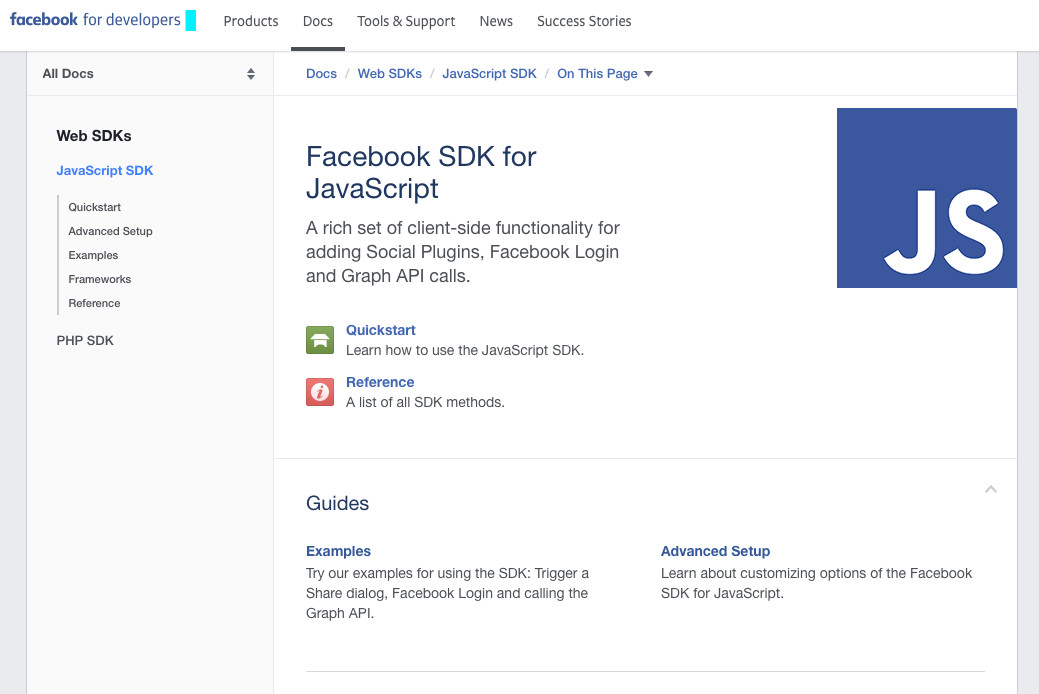 facebook for developers
Products
Docs
Tools & Support
News
Success Stories
All Docs
Docs / Web SDKs / JavaScript SDK / On This Page
Web SDKs
JavaScript SDK
Quickstart
Advanced Setup
Examples
Frameworks
Reference
PHP SDK
Facebook SDK for
JavaScript
A rich set of client-side functionality for
adding Social Plugins, Facebook Login
and Graph API calls.
JS
Quickstart
Learn how to use the JavaScript SDK.
Reference
A list of all SDK methods.
Guides
Examples
Try our examples for using the SDK: Trigger a
Share dialog, Facebook Login and calling the
Graph API.
Advanced Setup
Learn about customizing options of the Facebook
SDK for JavaScript.